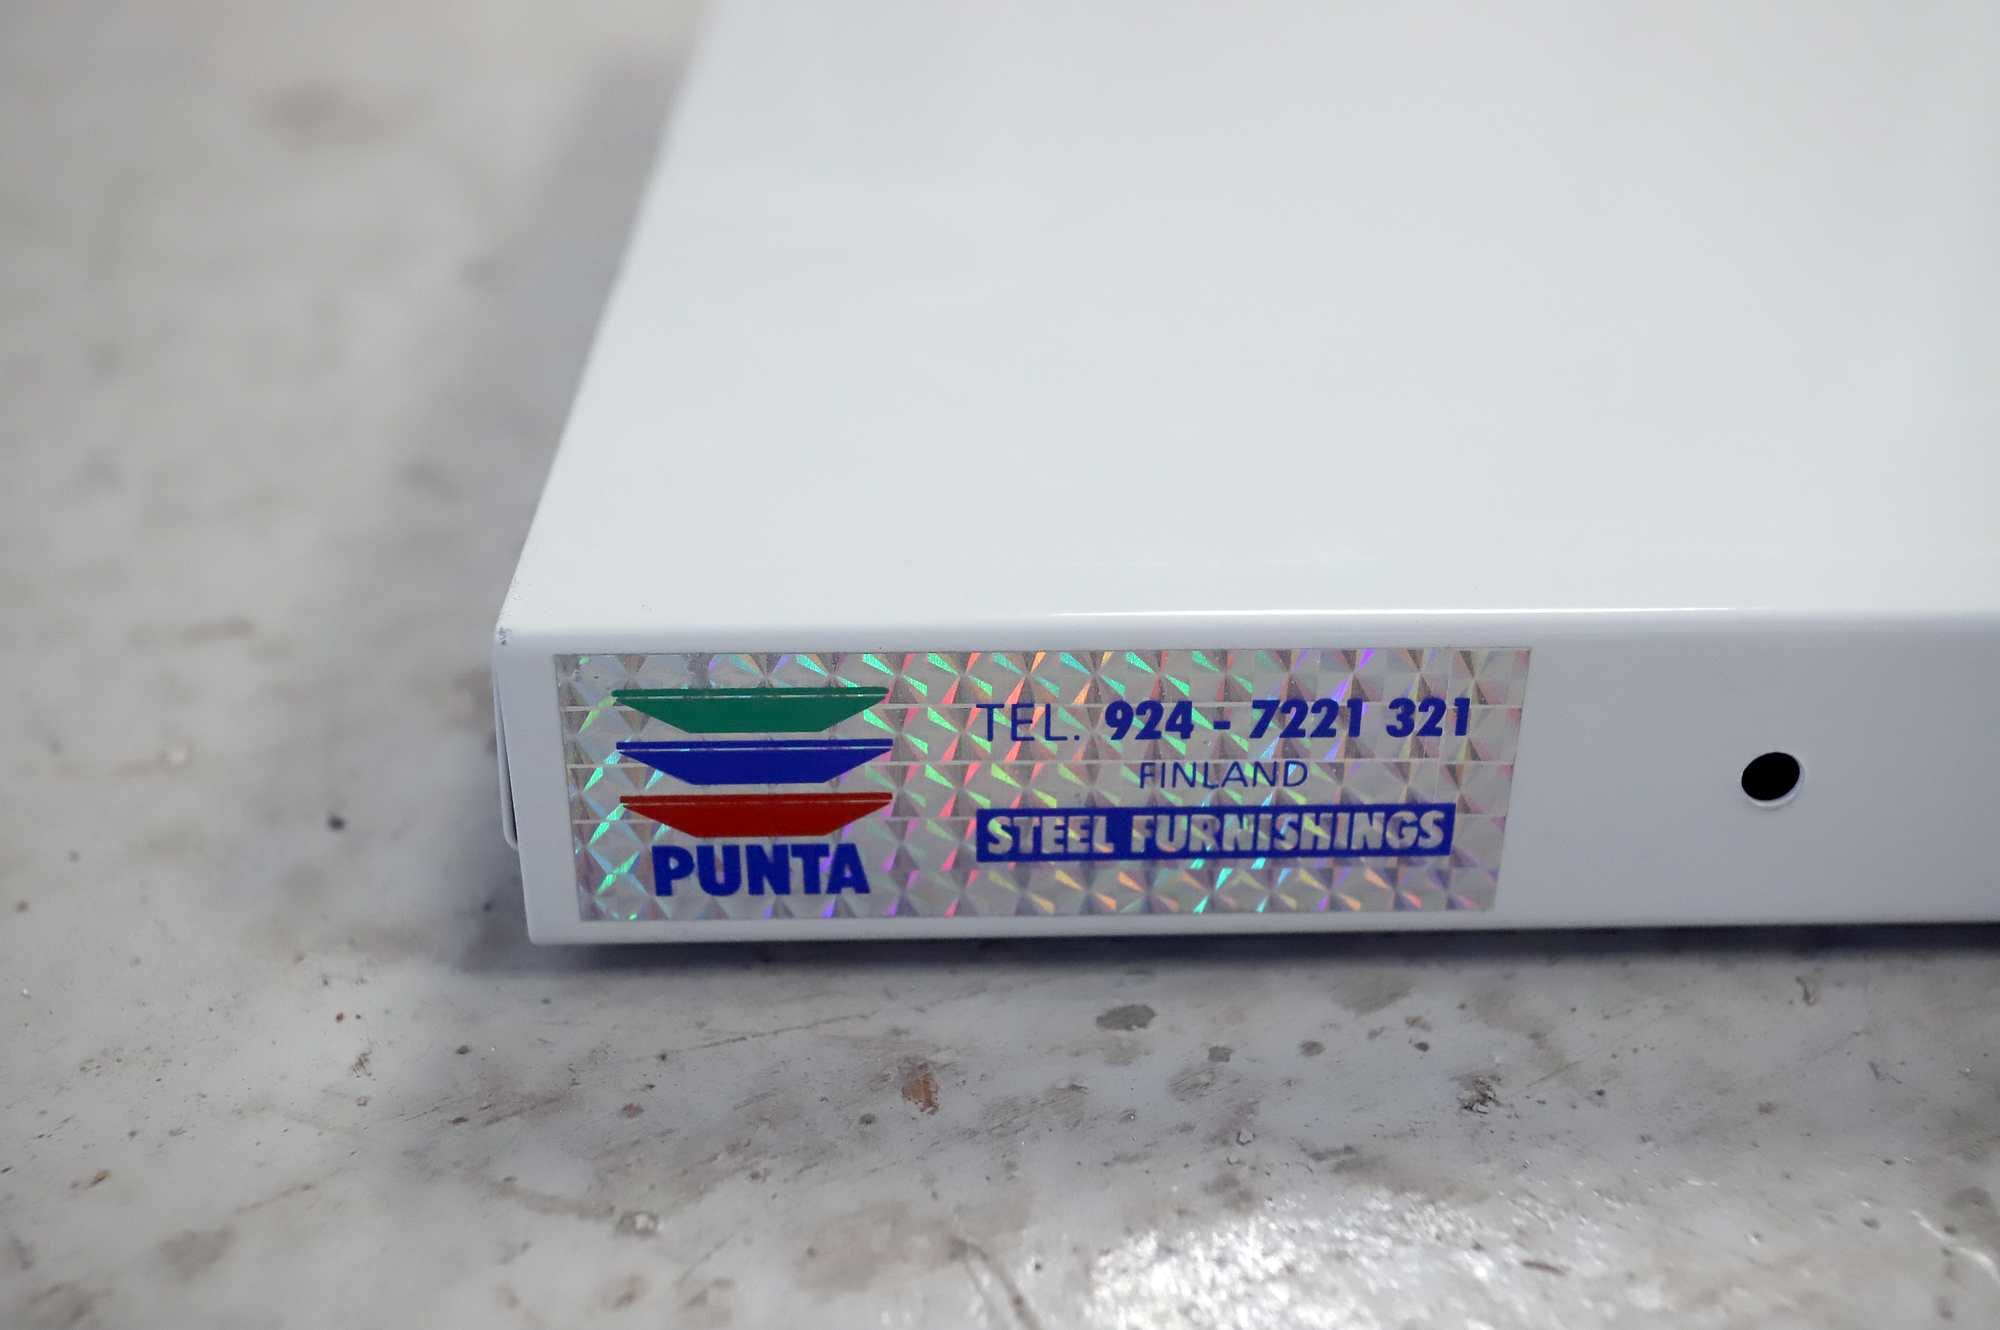 PUNTA
TEL. 924 - 7221 321
FINLAND
STEEL FURNISHINGS